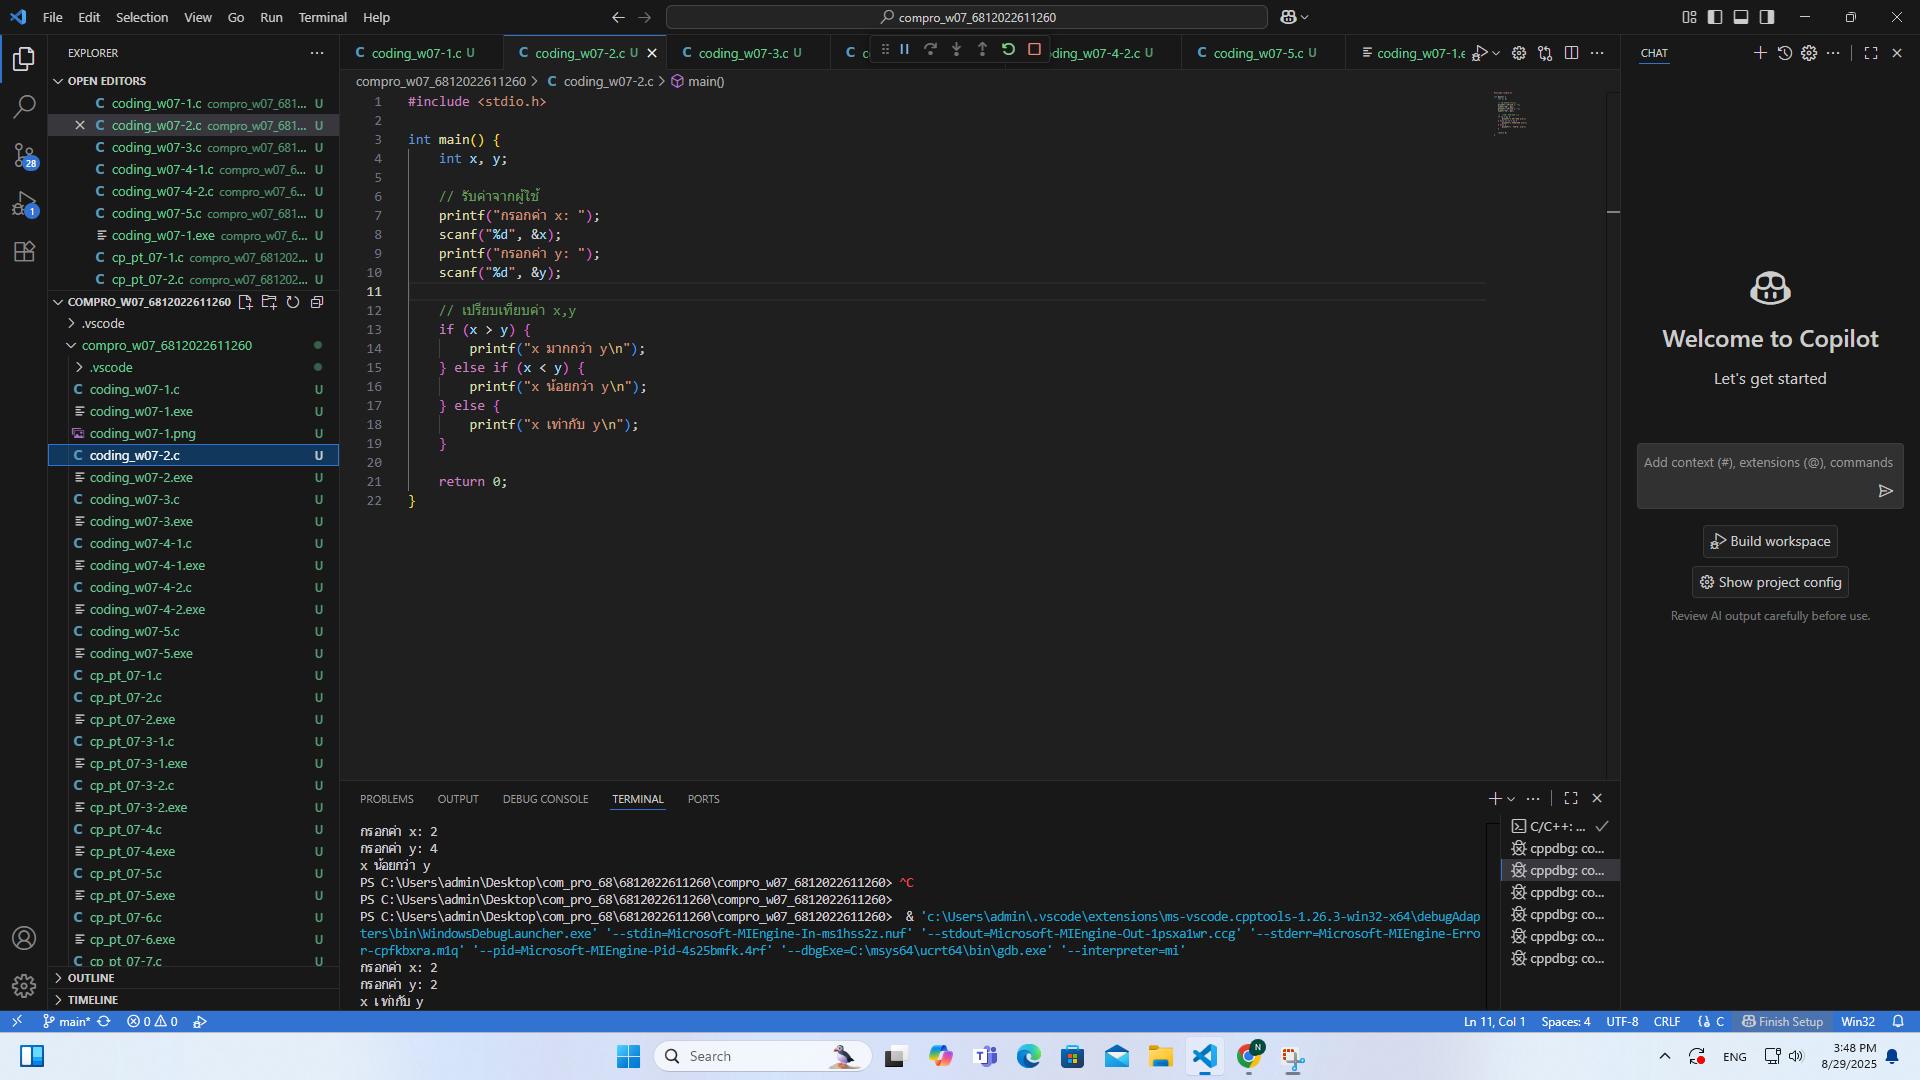 File Edit Selection View Go Run Terminal Help
compro_w07_6812022611260
EXPLORER
OPEN EDITORS
coding_w07-1.c compro_w07_681... U
coding_w07-2.c compro_w07_681... U
coding_w07-3.c compro_w07_681... U
coding_w07-4-1.c compro_w07_6... U
coding_w07-4-2.c compro_w07_6... U
coding_w07-5.c compro_w07_681... U
coding_w07-1.exe compro_w07_6... U
cp_pt_07-1.c compro_w07_681202... U
cp_pt_07-2.c compro_w07_681202... U
COMPRO_W07_6812022611260
.vscode
compro_w07_6812022611260
.vscode
coding_w07-1.c U
coding_w07-1.exe U
coding_w07-1.png U
coding_w07-2.c U
coding_w07-2.exe U
coding_w07-3.c U
coding_w07-3.exe U
coding_w07-4-1.c U
coding_w07-4-1.exe U
coding_w07-4-2.c U
coding_w07-4-2.exe U
coding_w07-5.c U
coding_w07-5.exe U
cp_pt_07-1.c U
cp_pt_07-2.c U
cp_pt_07-2.exe U
cp_pt_07-3-1.c U
cp_pt_07-3-1.exe U
cp_pt_07-3-2.c U
cp_pt_07-3-2.exe U
cp_pt_07-4.c U
cp_pt_07-4.exe U
cp_pt_07-5.c U
cp_pt_07-5.exe U
cp_pt_07-6.c U
cp_pt_07-6.exe U
cp_pt_07-7.c U
OUTLINE
TIMELINE
28
1
coding_w07-1.c U
coding_w07-2.c U
coding_w07-3.c U
oding_w07-4-2.c U
coding_w07-5.c U
coding_w07-1.e
compro_w07_6812022611260 > coding_w07-2.c > main()
1 #include <stdio.h>
2
3 int main() {
4 int x, y;
5
6 // รับค่าจากผู้ใช้
7 printf("กรอกค่า x: ");
8 scanf("%d", &x);
9 printf("กรอกค่า y: ");
10 scanf("%d", &y);
11
12 // เปรียบเทียบค่า x,y
13 if (x > y) {
14 printf("x มากกว่า y\n");
15 } else if (x < y) {
16 printf("x น้อยกว่า y\n");
17 } else {
18 printf("x เท่ากับ y\n");
19 }
20
21 return 0;
22 }
PROBLEMS OUTPUT DEBUG CONSOLE TERMINAL PORTS
กรอกค่า x: 2
กรอกค่า y: 4
x น้อยกว่า y
PS C:\Users\admin\Desktop\com_pro_68\6812022611260\compro_w07_6812022611260> ^C
PS C:\Users\admin\Desktop\com_pro_68\6812022611260\compro_w07_6812022611260>
PS C:\Users\admin\Desktop\com_pro_68\6812022611260\compro_w07_6812022611260> & 'c:\Users\admin\.vscode\extensions\ms-vscode.cpptools-1.26.3-win32-x64\debugAdap
ters\bin\WindowsDebugLauncher.exe' '--stdin=Microsoft-MIEngine-In-ms1hss2z.nuf' '--stdout=Microsoft-MIEngine-Out-1psxa1wr.ccg' '--stderr=Microsoft-MIEngine-Erro
r-cpfkbxra.m1q' '--pid=Microsoft-MIEngine-Pid-4s25bmfk.4rf' '--dbgExe=C:\msys64\ucrt64\bin\gdb.exe' '--interpreter=mi'
กรอกค่า x: 2
กรอกค่า y: 2
x เท่ากับ y
C/C++: ...
cppdbg: co...
cppdbg: co...
cppdbg: co...
cppdbg: co...
cppdbg: co...
cppdbg: co...
CHAT
Welcome to Copilot
Let's get started
Add context (#), extensions (@), commands
Build workspace
Show project config
Review AI output carefully before use.
main* 0 0
Ln 11, Col 1 Spaces: 4 UTF-8 CRLF {} C Finish Setup Win32
Search
N
ENG
3:48 PM
8/29/2025